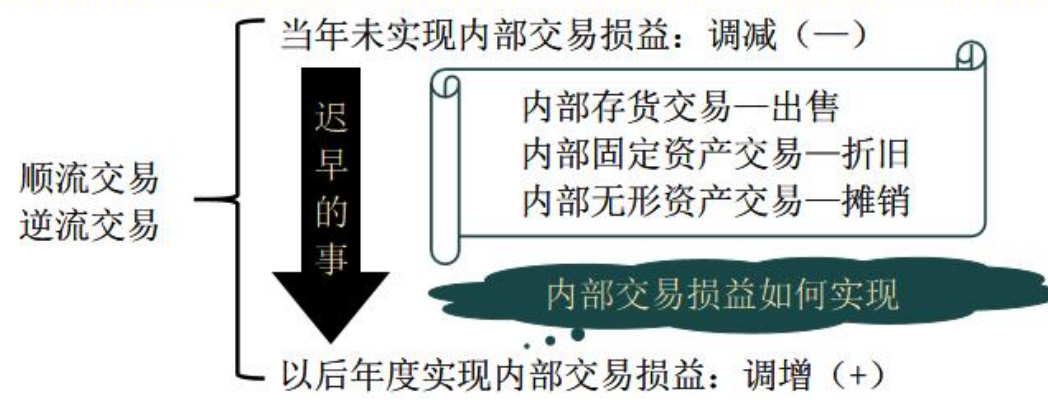 当年未实现内部交易损益：调减（—）
迟早的事
内部存货交易—出售
内部固定资产交易—折旧
内部无形资产交易—摊销
顺流交易
逆流交易
内部交易损益如何实现
以后年度实现内部交易损益：调增（+）